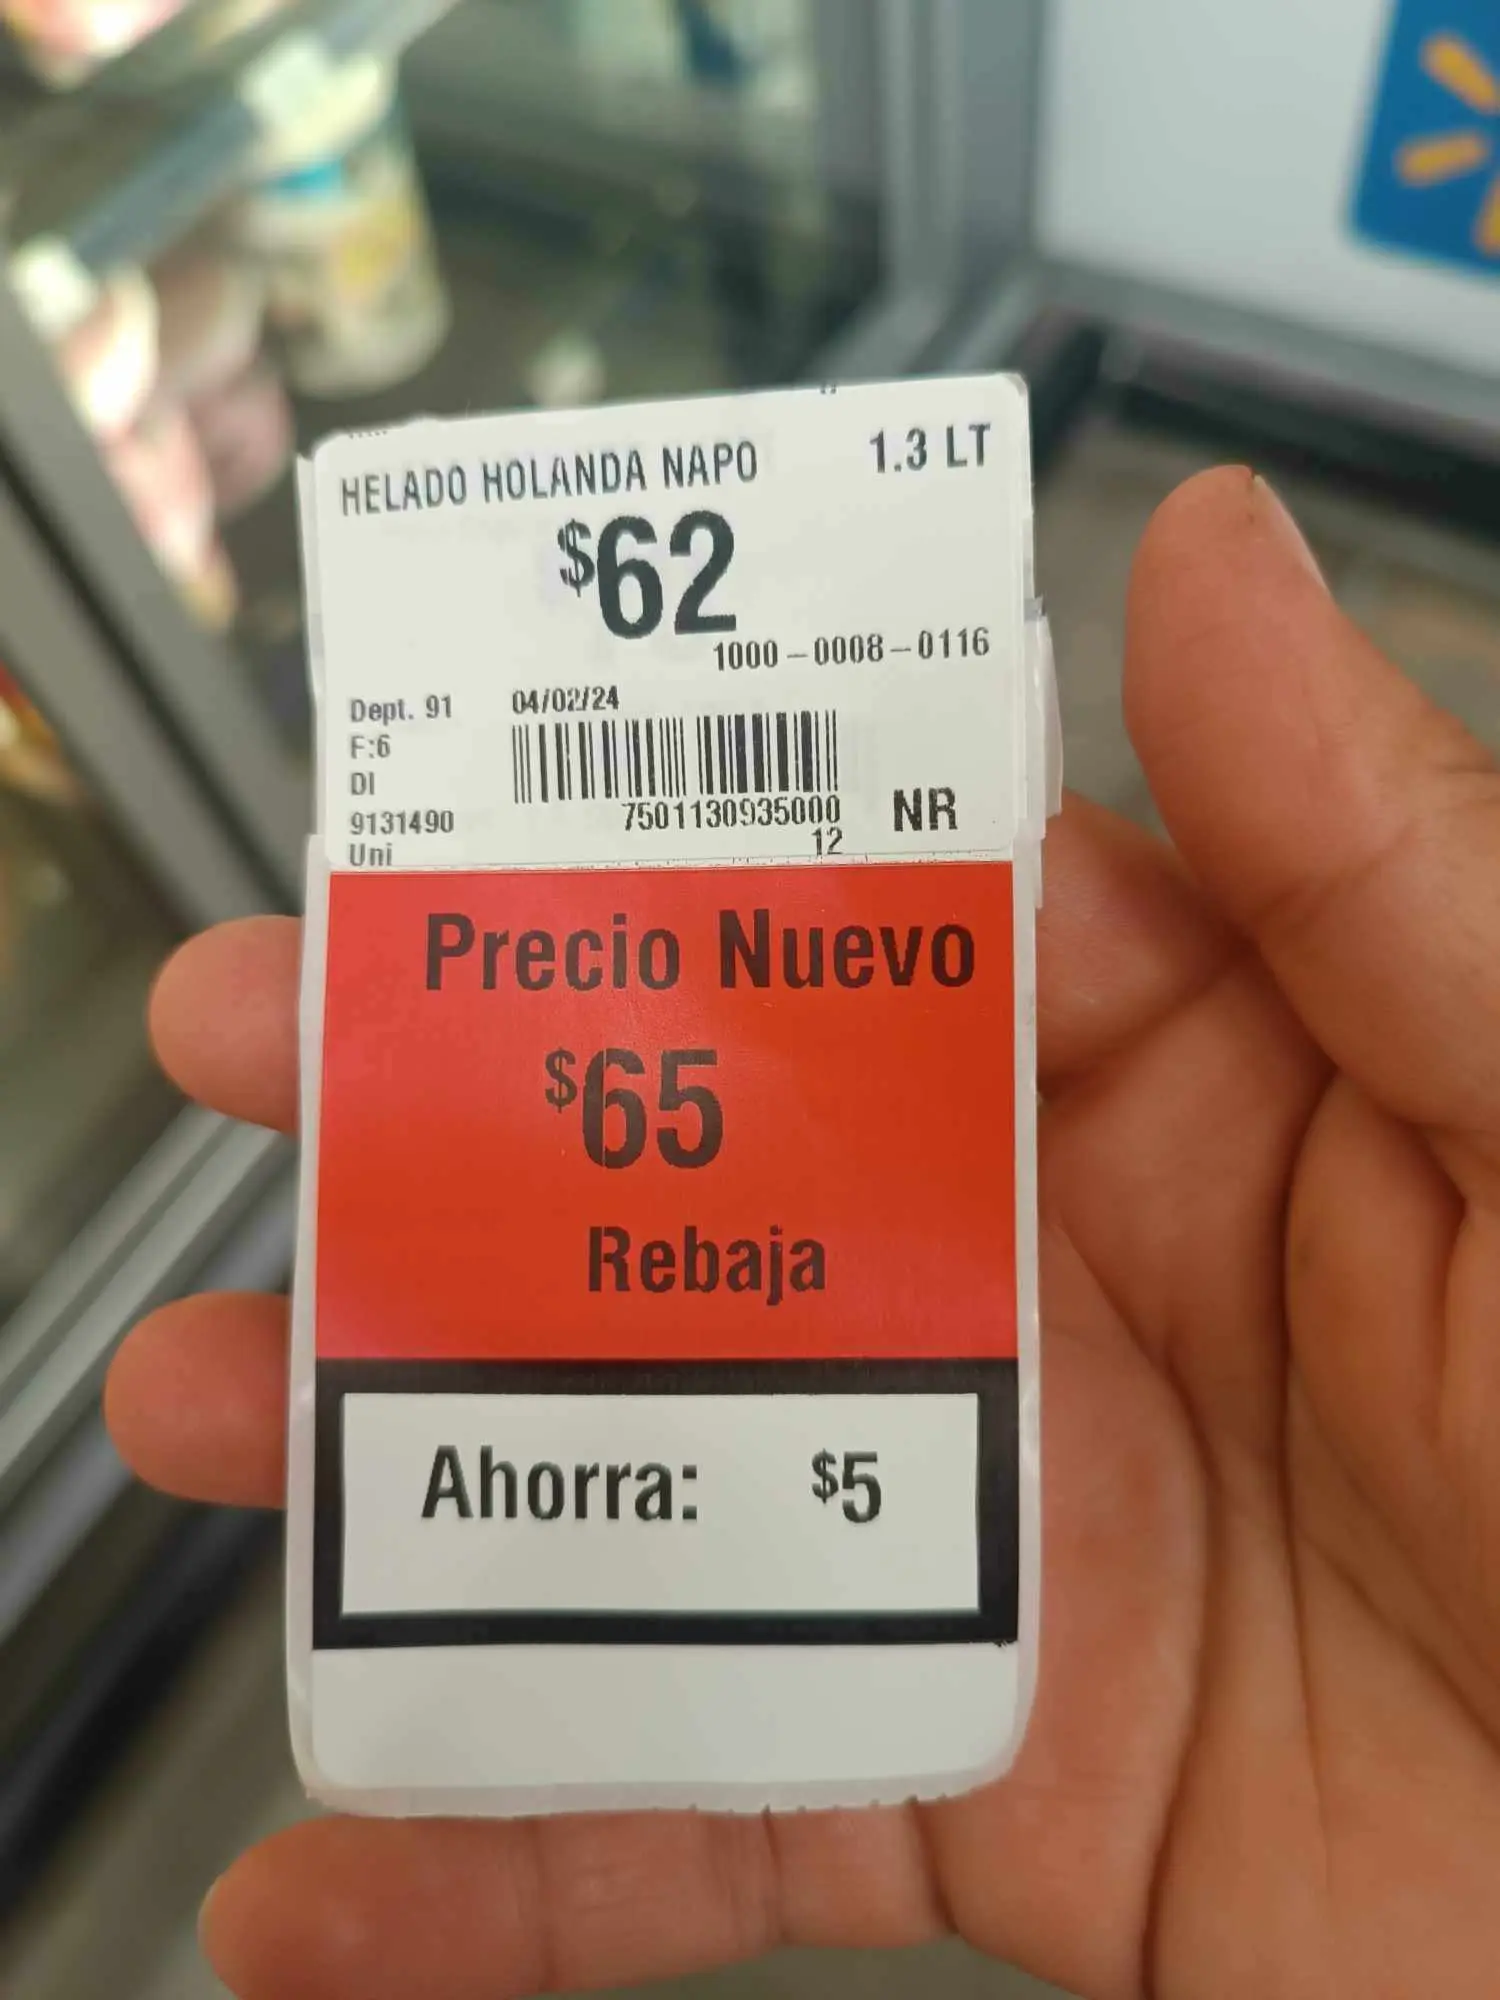 HELADO HOLANDA NAPO 1.3 LT
$62
1000-0008-0116
Dept. 91 04/02/24
F:6
DI
9131490 7501130935000 NR
Uni 12
Precio Nuevo
$65
Rebaja
Ahorra: $5